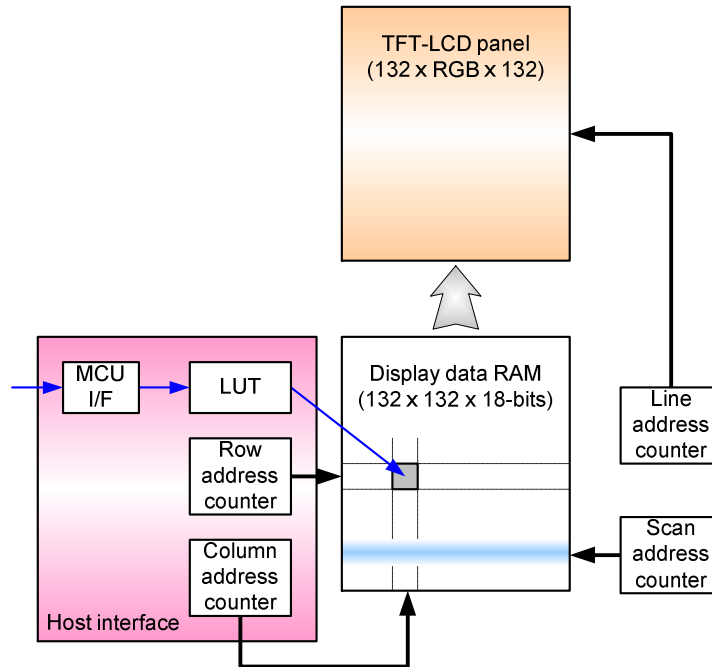 TFT-LCD panel
(132 x RGB x 132)
MCU
I/F
LUT
Display data RAM
(132 x 132 x 18-bits)
Line
address
counter
Row
address
counter
Scan
address
counter
Column
address
counter
Host interface